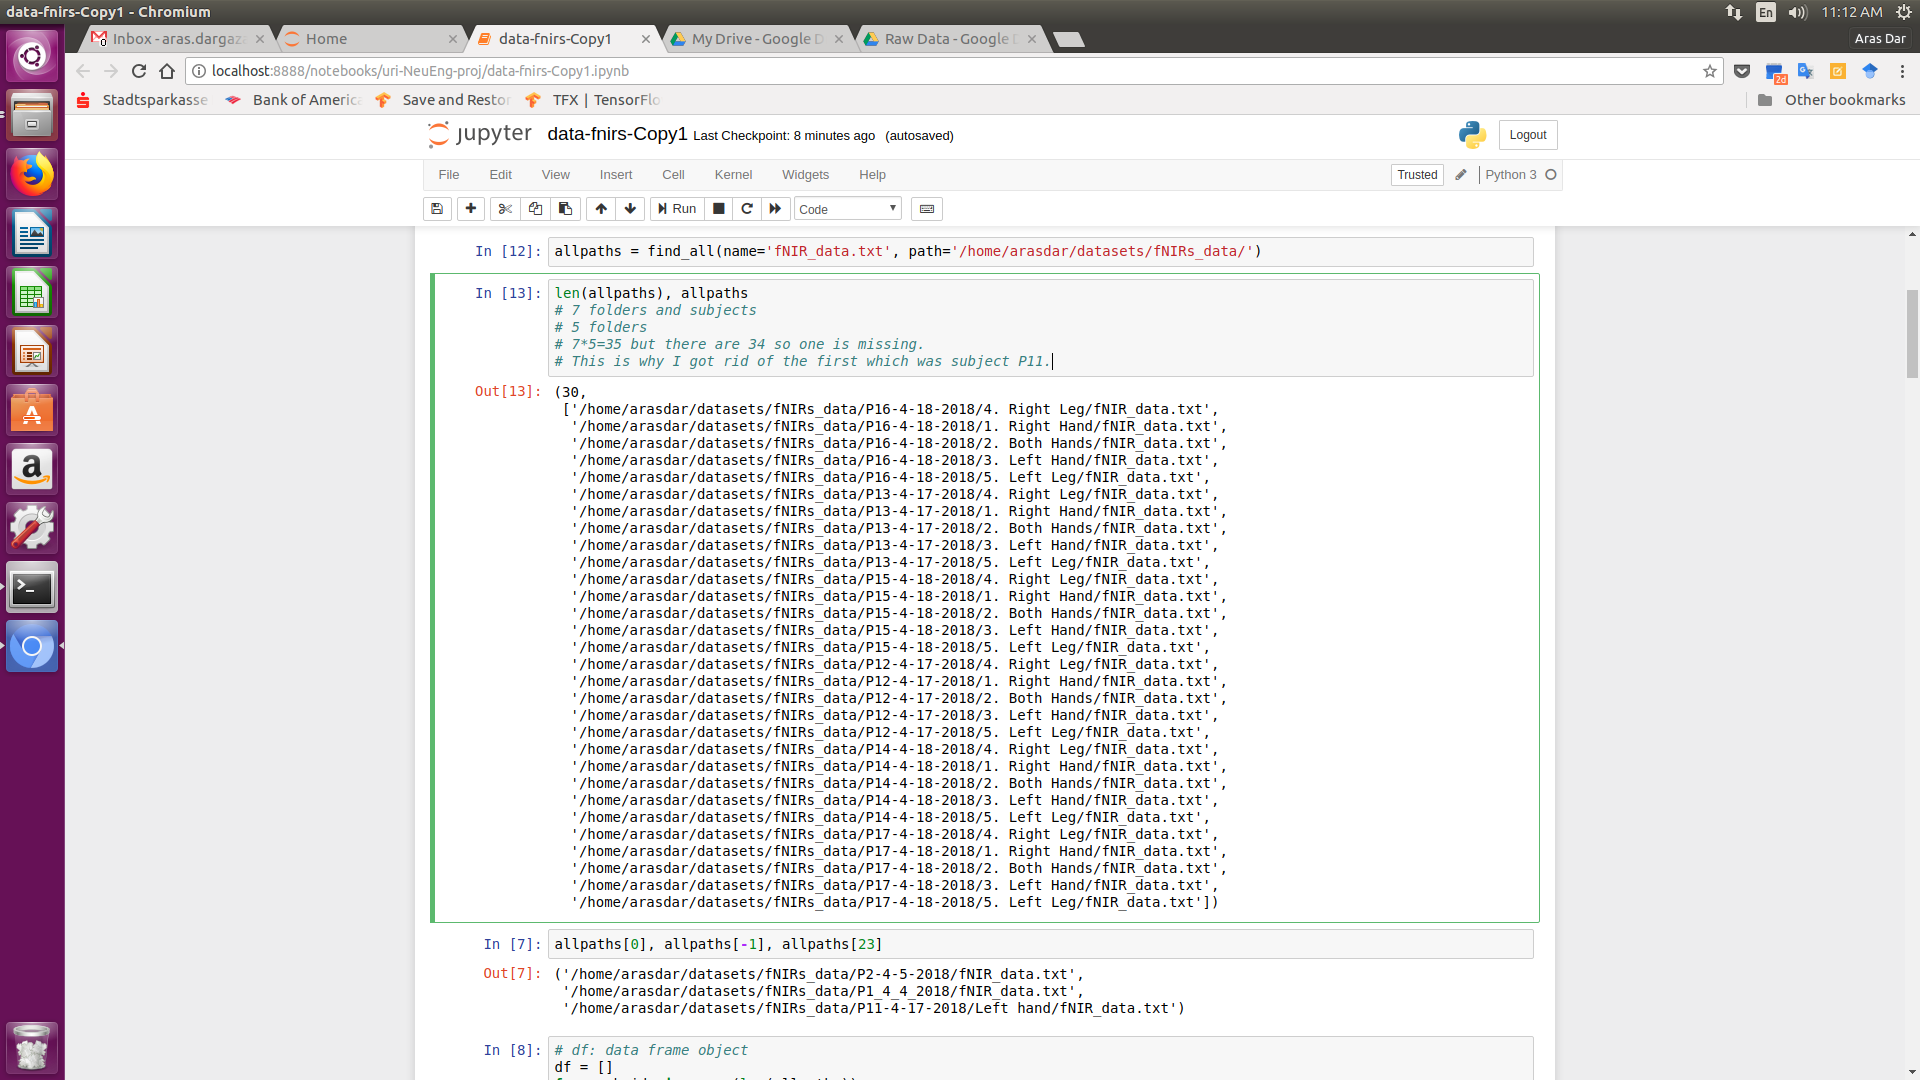 data-fnirs-Copy1 - Chromium
En
11:12 AM
Inbox - aras.dargaza
Home
data-fnirs-Copy1
My Drive - Google D
Raw Data - Google D
Aras Dar
localhost:8888/notebooks/uri-NeuEng-proj/data-fnirs-Copy1.ipynb
2d
Stadtsparkasse
Bank of America
Save and Restor
TFX | TensorFlo
Other bookmarks
jupyter data-fnirs-Copy1 Last Checkpoint: 8 minutes ago (autosaved)
Logout
File Edit View Insert Cell Kernel Widgets Help
Trusted
Python 3
Run
Code
In [12]: allpaths = find_all(name='fNIR_data.txt', path='/home/arasdar/datasets/fNIRs_data/')
In [13]: len(allpaths), allpaths
# 7 folders and subjects
# 5 folders
# 7*5=35 but there are 34 so one is missing.
# This is why I got rid of the first which was subject P11.
Out[13]: (30,
['/home/arasdar/datasets/fNIRs_data/P16-4-18-2018/4. Right Leg/fNIR_data.txt',
'/home/arasdar/datasets/fNIRs_data/P16-4-18-2018/1. Right Hand/fNIR_data.txt',
'/home/arasdar/datasets/fNIRs_data/P16-4-18-2018/2. Both Hands/fNIR_data.txt',
'/home/arasdar/datasets/fNIRs_data/P16-4-18-2018/3. Left Hand/fNIR_data.txt',
'/home/arasdar/datasets/fNIRs_data/P16-4-18-2018/5. Left Leg/fNIR_data.txt',
'/home/arasdar/datasets/fNIRs_data/P13-4-17-2018/4. Right Leg/fNIR_data.txt',
'/home/arasdar/datasets/fNIRs_data/P13-4-17-2018/1. Right Hand/fNIR_data.txt',
'/home/arasdar/datasets/fNIRs_data/P13-4-17-2018/2. Both Hands/fNIR_data.txt',
'/home/arasdar/datasets/fNIRs_data/P13-4-17-2018/3. Left Hand/fNIR_data.txt',
'/home/arasdar/datasets/fNIRs_data/P13-4-17-2018/5. Left Leg/fNIR_data.txt',
'/home/arasdar/datasets/fNIRs_data/P15-4-18-2018/4. Right Leg/fNIR_data.txt',
'/home/arasdar/datasets/fNIRs_data/P15-4-18-2018/1. Right Hand/fNIR_data.txt',
'/home/arasdar/datasets/fNIRs_data/P15-4-18-2018/2. Both Hands/fNIR_data.txt',
'/home/arasdar/datasets/fNIRs_data/P15-4-18-2018/3. Left Hand/fNIR_data.txt',
'/home/arasdar/datasets/fNIRs_data/P15-4-18-2018/5. Left Leg/fNIR_data.txt',
'/home/arasdar/datasets/fNIRs_data/P12-4-17-2018/4. Right Leg/fNIR_data.txt',
'/home/arasdar/datasets/fNIRs_data/P12-4-17-2018/1. Right Hand/fNIR_data.txt',
'/home/arasdar/datasets/fNIRs_data/P12-4-17-2018/2. Both Hands/fNIR_data.txt',
'/home/arasdar/datasets/fNIRs_data/P12-4-17-2018/3. Left Hand/fNIR_data.txt',
'/home/arasdar/datasets/fNIRs_data/P12-4-17-2018/5. Left Leg/fNIR_data.txt',
'/home/arasdar/datasets/fNIRs_data/P14-4-18-2018/4. Right Leg/fNIR_data.txt',
'/home/arasdar/datasets/fNIRs_data/P14-4-18-2018/1. Right Hand/fNIR_data.txt',
'/home/arasdar/datasets/fNIRs_data/P14-4-18-2018/2. Both Hands/fNIR_data.txt',
'/home/arasdar/datasets/fNIRs_data/P14-4-18-2018/3. Left Hand/fNIR_data.txt',
'/home/arasdar/datasets/fNIRs_data/P14-4-18-2018/5. Left Leg/fNIR_data.txt',
'/home/arasdar/datasets/fNIRs_data/P17-4-18-2018/4. Right Leg/fNIR_data.txt',
'/home/arasdar/datasets/fNIRs_data/P17-4-18-2018/1. Right Hand/fNIR_data.txt',
'/home/arasdar/datasets/fNIRs_data/P17-4-18-2018/2. Both Hands/fNIR_data.txt',
'/home/arasdar/datasets/fNIRs_data/P17-4-18-2018/3. Left Hand/fNIR_data.txt',
'/home/arasdar/datasets/fNIRs_data/P17-4-18-2018/5. Left Leg/fNIR_data.txt'])
In [7]: allpaths[0], allpaths[-1], allpaths[23]
Out[7]: ('/home/arasdar/datasets/fNIRs_data/P2-4-5-2018/fNIR_data.txt',
'/home/arasdar/datasets/fNIRs_data/P1_4_4_2018/fNIR_data.txt',
'/home/arasdar/datasets/fNIRs_data/P11-4-17-2018/Left hand/fNIR_data.txt')
In [8]: # df: data frame object
df = []